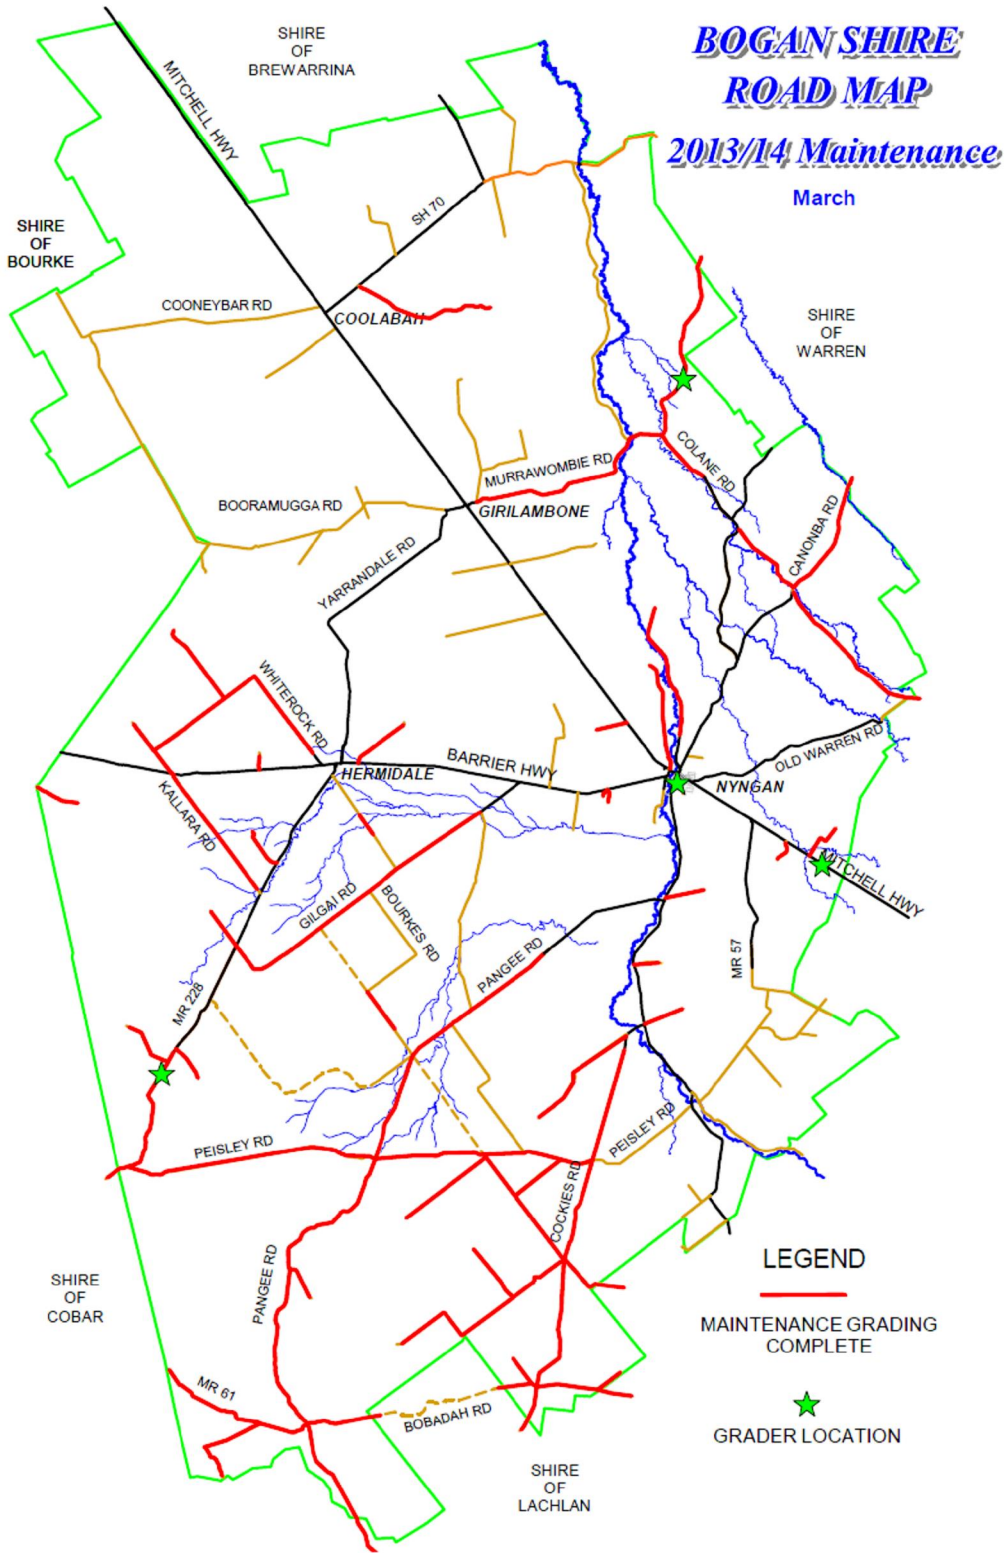 BOGAN SHIRE
ROAD MAP
2013/14 Maintenance
March
SHIRE
OF
BREWARRINA
MITCHELL HWY
SHIRE
OF
BOURKE
SH 70
COONEYBAR RD
COOLABAH
SHIRE
OF
WARREN
COLANE RD
MURRAWOMBIE RD
BOORAMUGGA RD
GIRILAMBONE
CANONBA RD
YARRANDALE RD
WHITEROCK RD
BARRIER HWY
OLD WARREN RD
HERMIDALE
NYNGAN
KALLARA RD
MITCHELL HWY
GILGAI RD
BOURKES RD
PANGEE RD
MR 57
MR 228
PEISLEY RD
PEISLEY RD
COCKIES RD
PANGEE RD
SHIRE
OF
COBAR
LEGEND
MAINTENANCE GRADING
COMPLETE
MR 61
BOBADAH RD
GRADER LOCATION
SHIRE
OF
LACHLAN